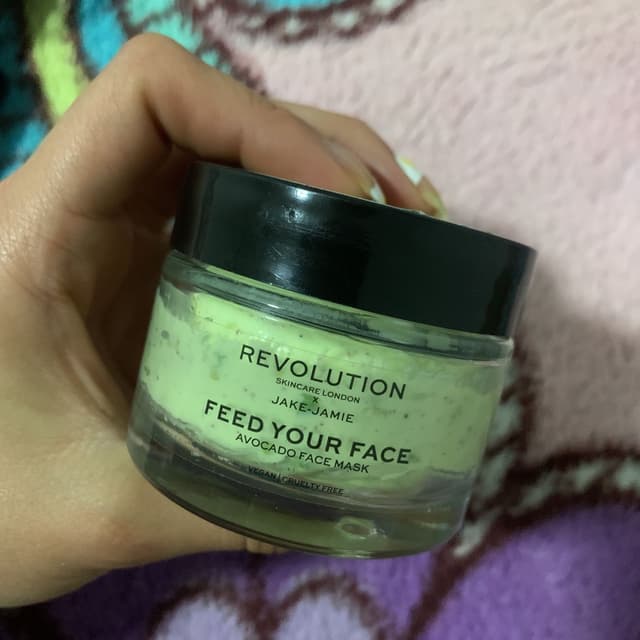 REVOLUTION
SKINCARE LONDON
X
JAKE-JAMIE
FEED YOUR FACE
AVOCADO FACE MASK
VEGAN | CRUELTY FREE